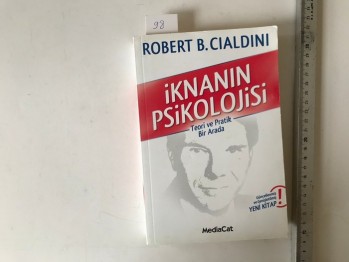 98
ROBERT B.CIALDINI
İKNANIN
PSİKOLOJİSİ
Teori ve Pratik
Bir Arada
YENİ KİTAP
!
MediaCat